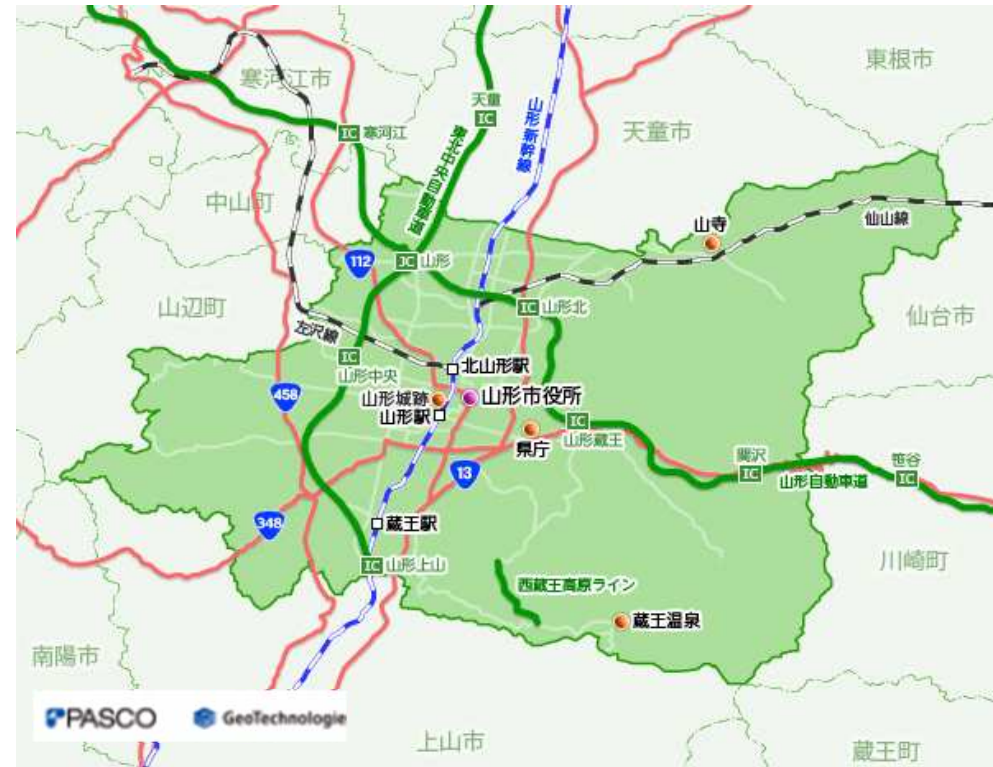 東根市
寒河江市
天童
IC
山形新幹線
天童市
IC 寒河江
東北中央自動車道
中山町
山寺
仙山線
112
JC 山形
山辺町
IC 山形北
仙台市
左沢線
IC
山形中央
北山形駅
458
山形城跡
山形市役所
山形駅
IC
山形蔵王
県庁
関沢
IC
笹谷
IC
山形自動車道
13
348
蔵王駅
IC 山形上山
川崎町
西蔵王高原ライン
蔵王温泉
南陽市
PASCO
GeoTechnologie
上山市
蔵王町